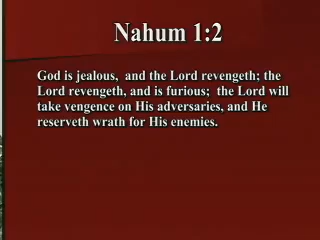 Nahum 1:2
God is jealous,  and the Lord revengeth; the
Lord revengeth, and is furious;  the Lord will
take vengence on His adversaries, and He
reserveth wrath for His enemies.